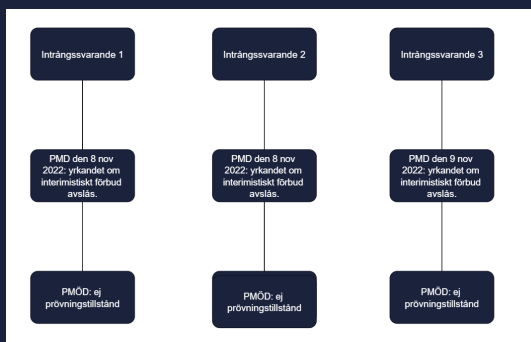 Intrångssvarande 1
Intrångssvarande 2
Intrångssvarande 3
PMD den 8 nov
2022: yrkandet om
interimistiskt förbud
avslås.
PMD den 8 nov
2022: yrkandet om
interimistiskt förbud
avslås.
PMD den 9 nov
2022: yrkandet om
interimistiskt förbud
avslås.
PMÖD: ej
prövningstillstånd
PMÖD: ej
prövningstillstånd
PMÖD: ej
prövningstillstånd